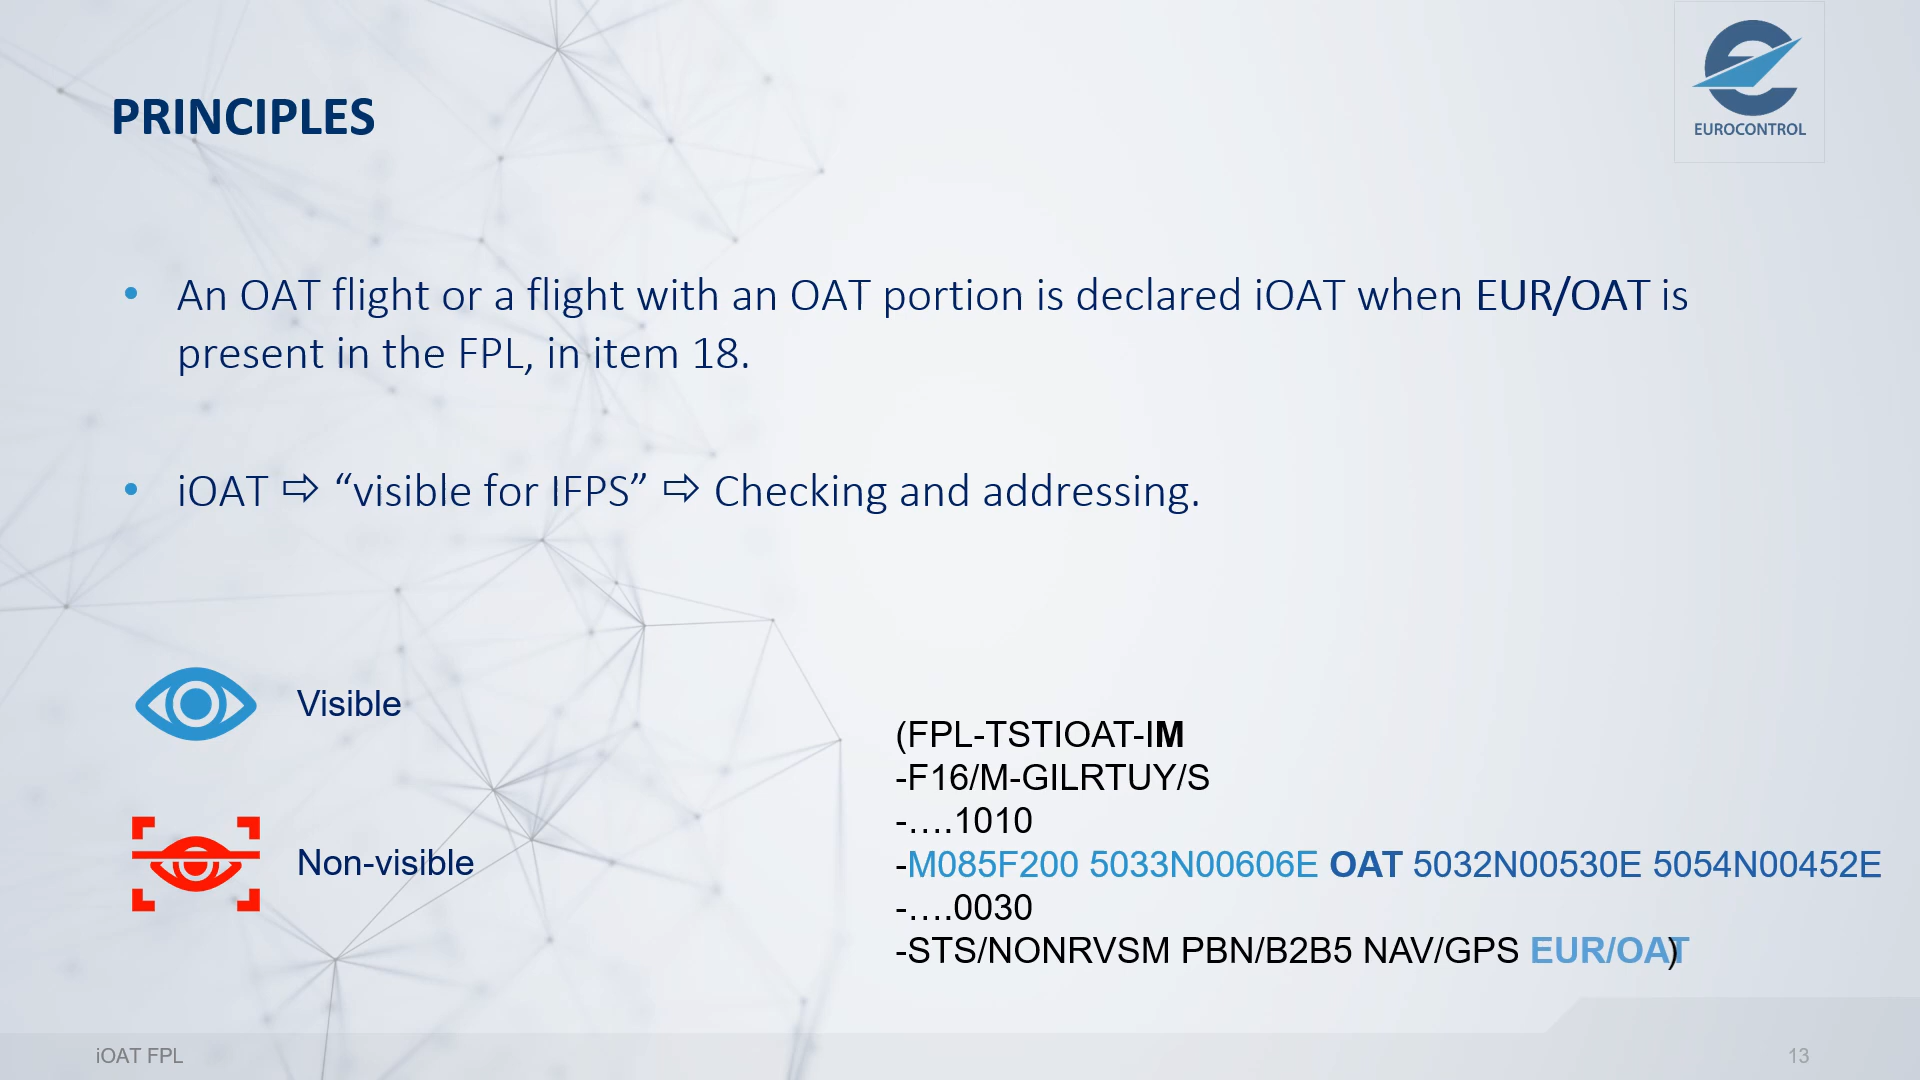 EUROCONTROL
PRINCIPLES
• An OAT flight or a flight with an OAT portion is declared iOAT when EUR/OAT is
present in the FPL, in item 18.
• iOAT ⇨ “visible for IFPS” ⇨ Checking and addressing.
Visible
Non-visible
(FPL-TSTIOAT-IM
-F16/M-GILRTUY/S
-….1010
-M085F200 5033N00606E OAT 5032N00530E 5054N00452E
-….0030
-STS/NONRVSM PBN/B2B5 NAV/GPS EUR/OAT)
iOAT FPL
13